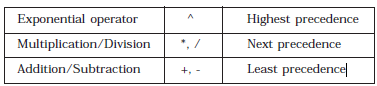 Exponential operator ^ Highest precedence
Multiplication/Division *, / Next precedence
Addition/Subtraction +, - Least precedence